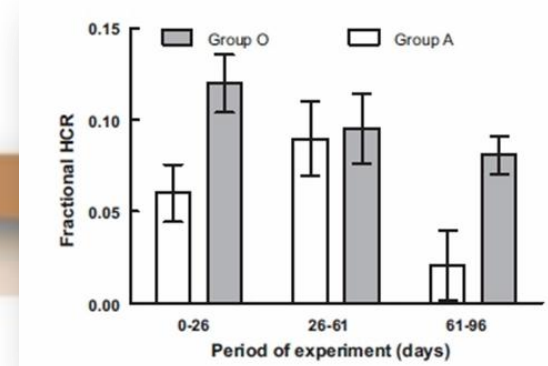 0.15
Group O
Group A
0.10
0.05
0.00
Fractional HCR
0-26
26-61
61-96
Period of experiment (days)